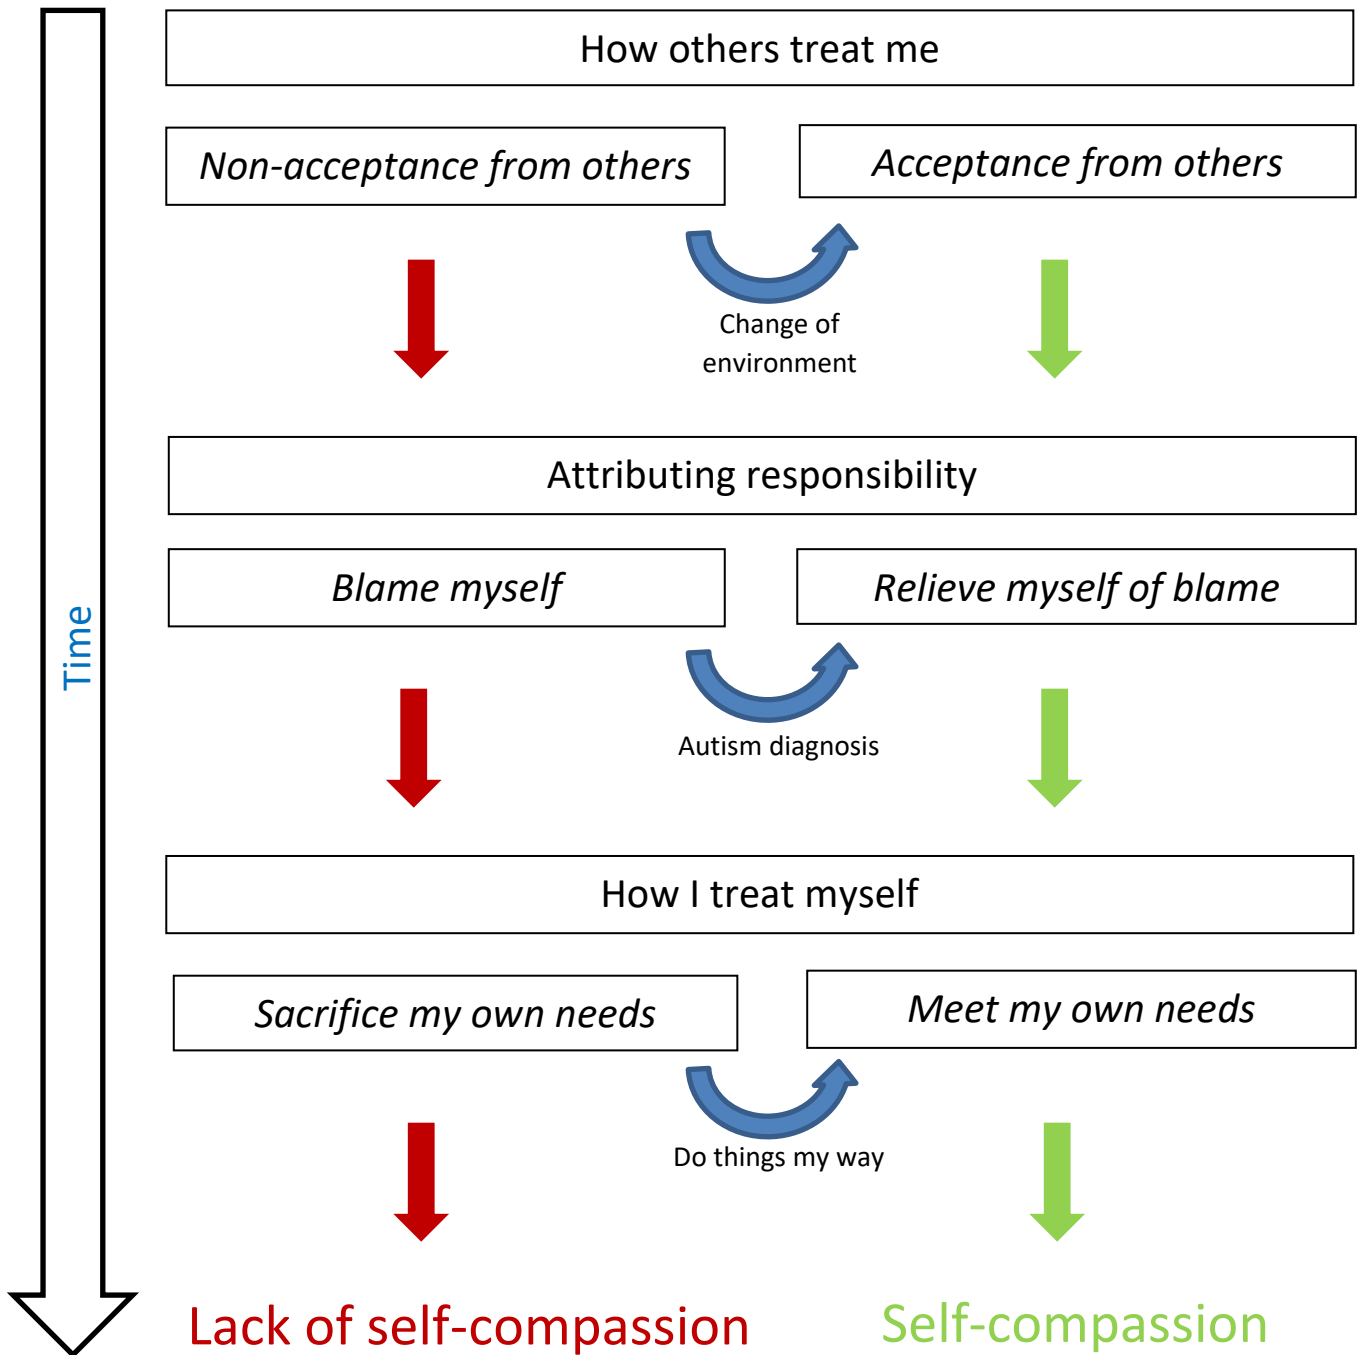 How others treat me
Non-acceptance from others
Acceptance from others
Change of
environment
Attributing responsibility
Blame myself
Relieve myself of blame
Time
Autism diagnosis
How I treat myself
Sacrifice my own needs
Meet my own needs
Do things my way
Lack of self-compassion
Self-compassion